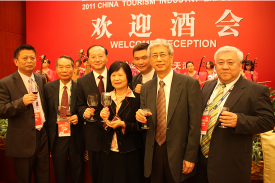 2011 CHINA TOURISM INDUSTRY
欢迎酒会
WELCOME RECEPTION